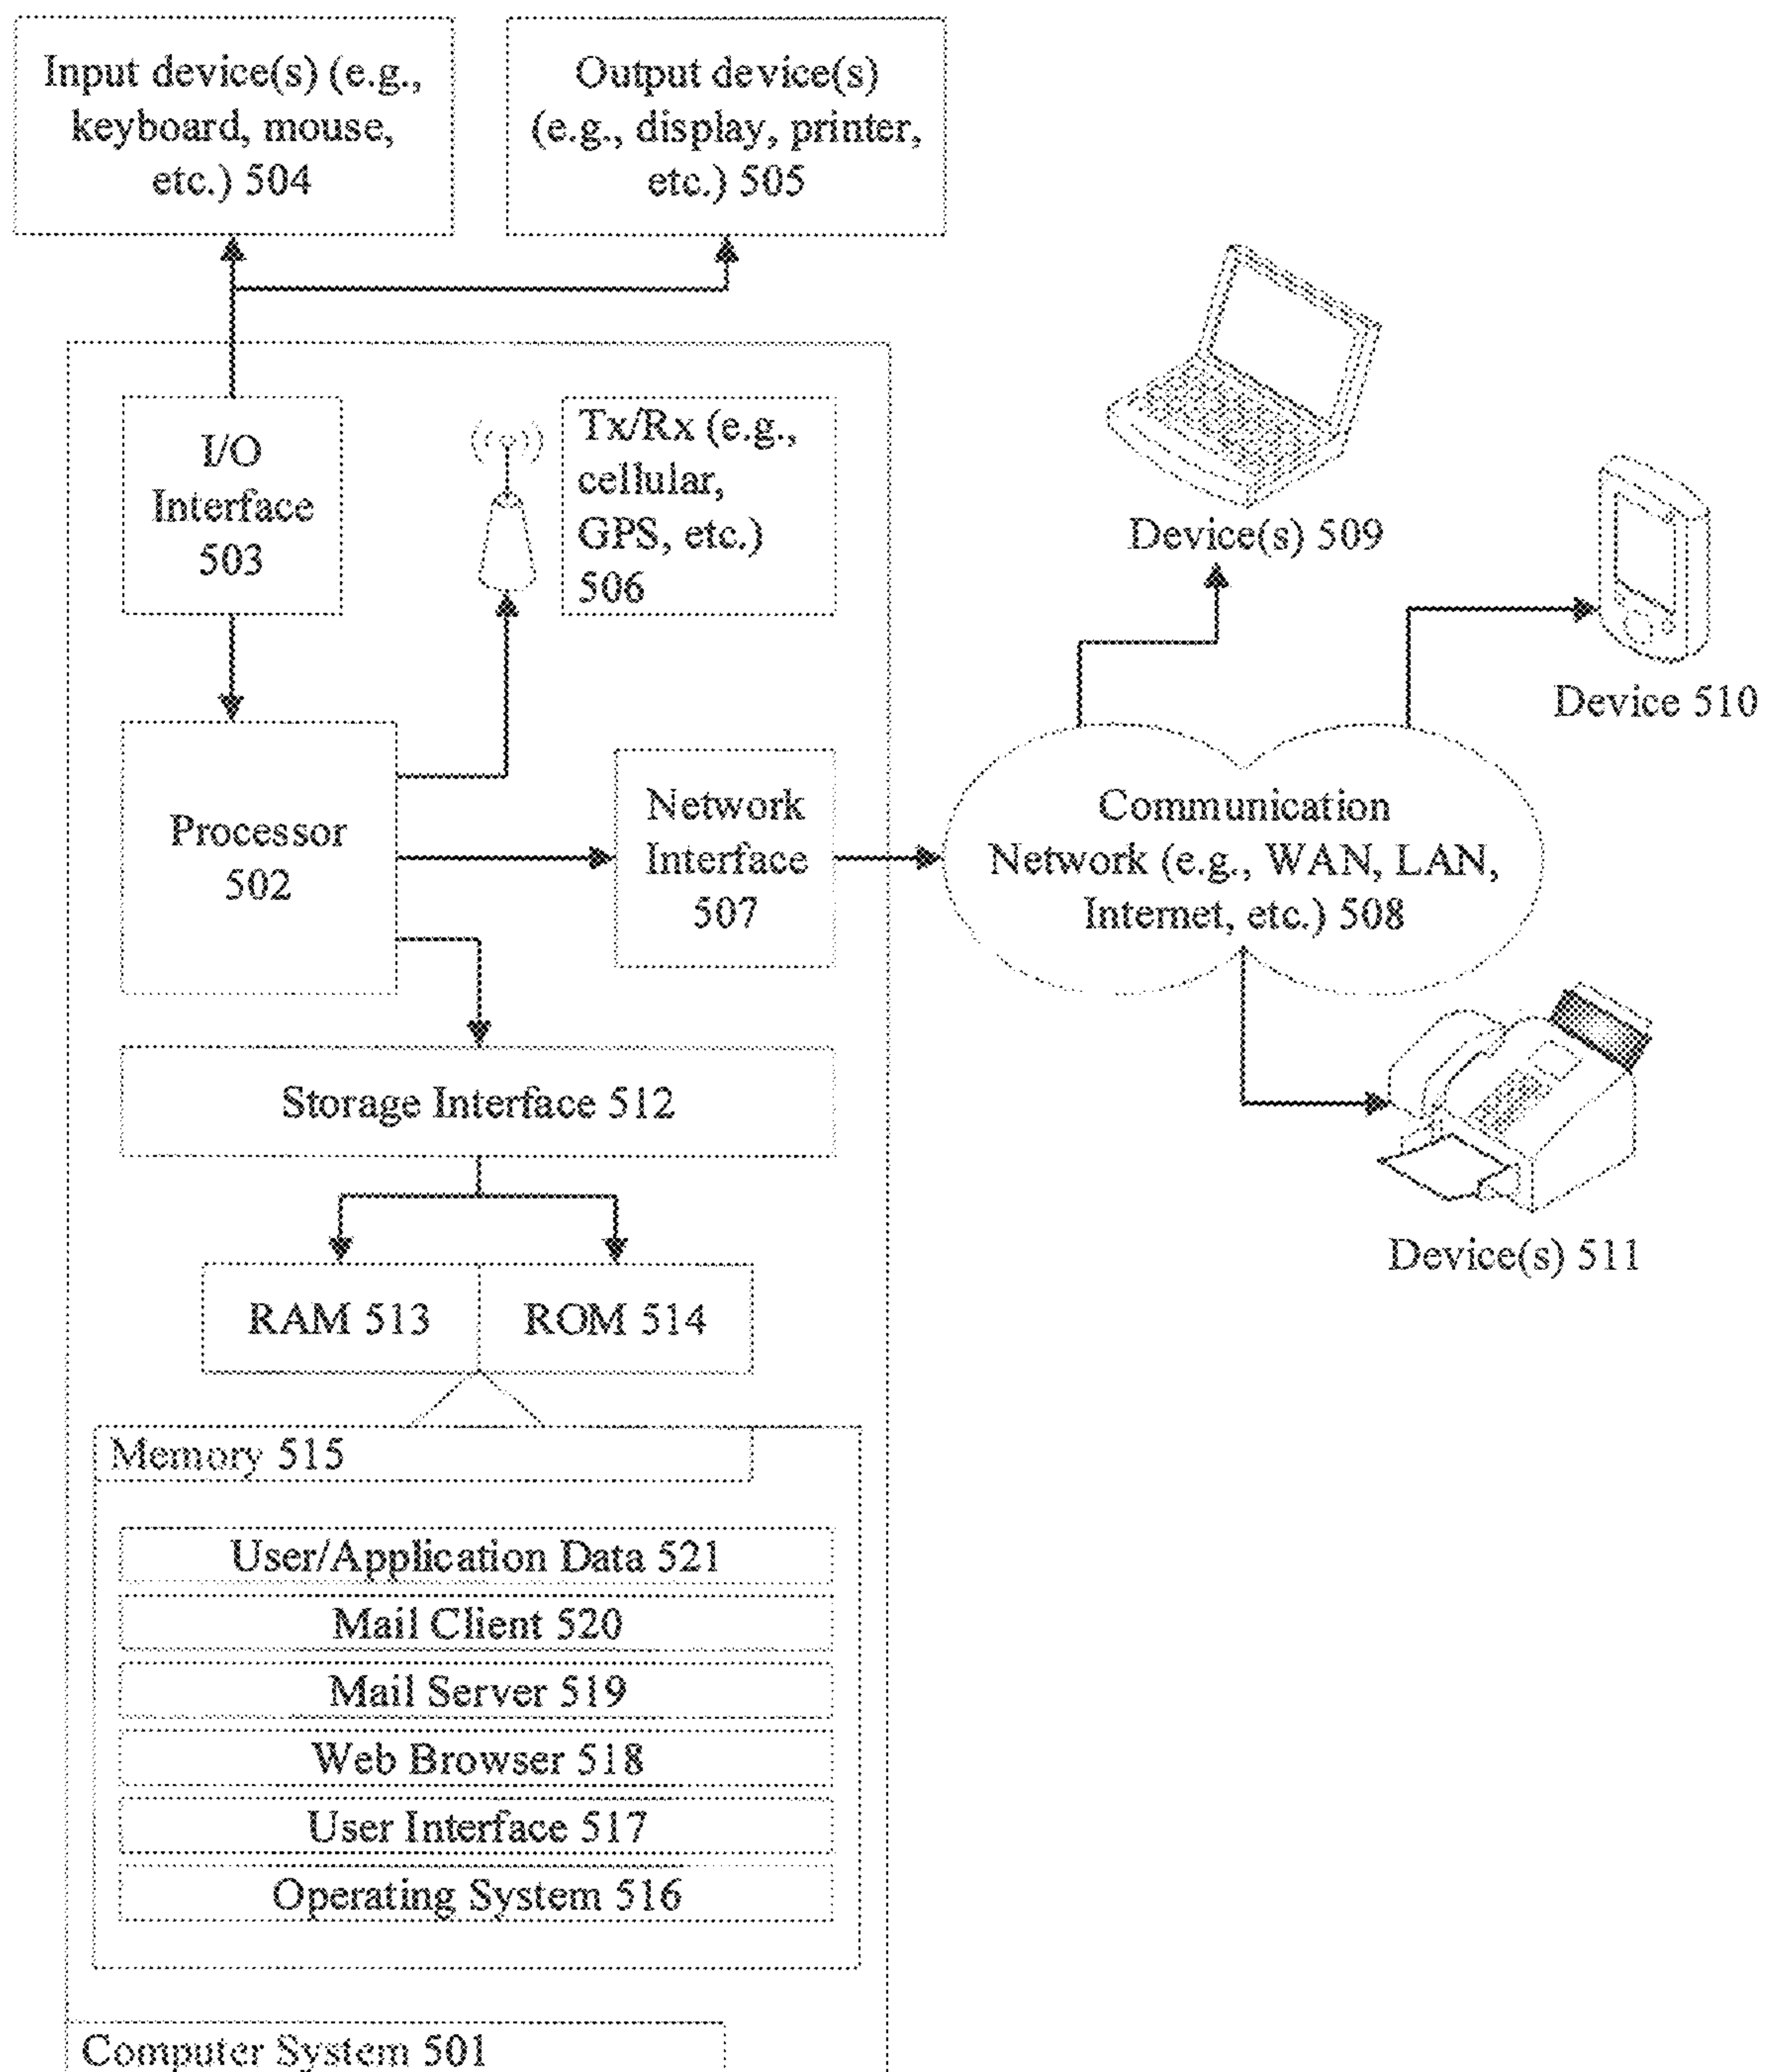 Input device(s) (e.g.,
keyboard, mouse,
etc.) 504
Output device(s)
(e.g., display, printer,
etc.) 505
I/O
Interface
503
Tx/Rx (e.g.,
cellular,
GPS, etc.)
506
Device(s) 509
Device 510
Processor
502
Network
Interface
507
Communication
Network (e.g., WAN, LAN,
Internet, etc.) 508
Storage Interface 512
Device(s) 511
RAM 513
ROM 514
Memory 515
User/Application Data 521
Mail Client 520
Mail Server 519
Web Browser 518
User Interface 517
Operating System 516
Computer System 501